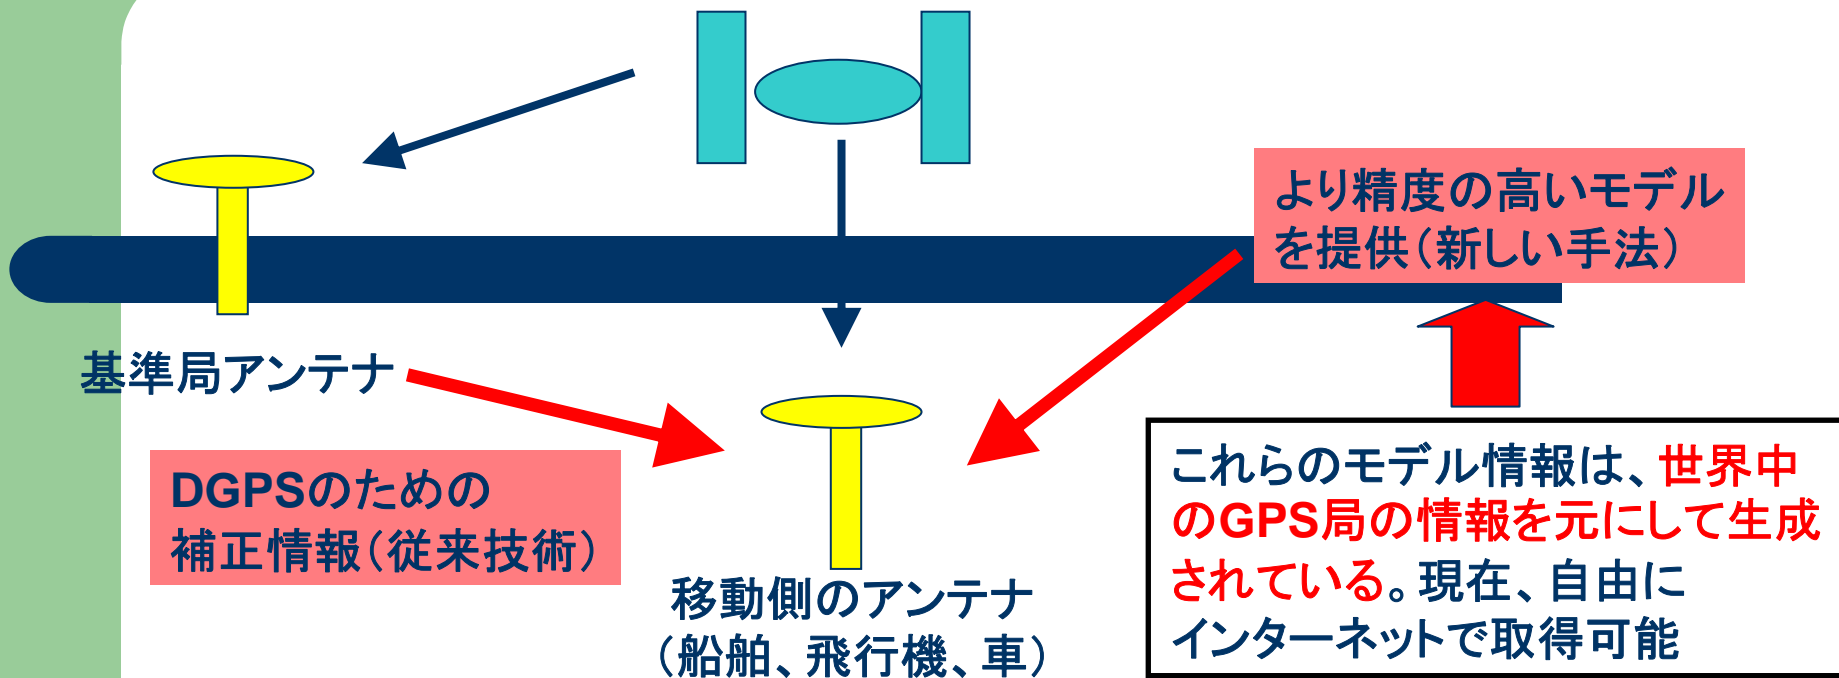 より精度の高いモデル
を提供（新しい手法）
基準局アンテナ
DGPSのための
補正情報（従来技術）
移動側のアンテナ
（船舶、飛行機、車）
これらのモデル情報は、世界中
のGPS局の情報を元にして生成
されている。現在、自由に
インターネットで取得可能